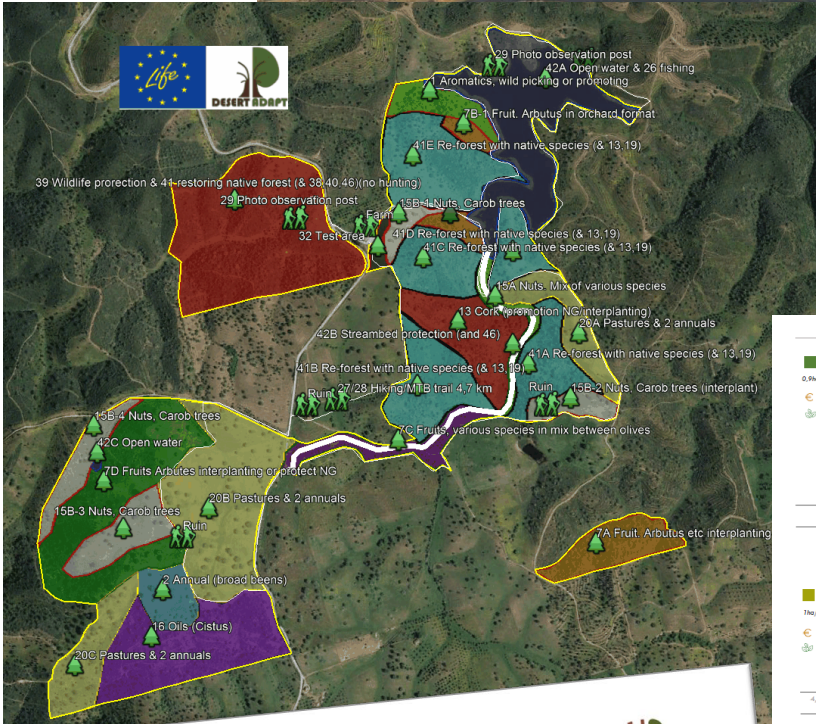 Life
DESERT ADAPT
29 Photo observation post
42A Open water & 26 fishing
1 Aromatics, wild picking or promoting
7B-1 Fruit. Arbutus in orchard format
41E Re-forest with native species (& 13,19)
39 Wildlife prorection & 41 restoring native forest (& 38,40,46)(no hunting)
29 Photo observation post
15B-1 Nuts, Carob trees
Farm
32 Test area
41D Re-forest with native species (& 13,19)
41C Re-forest with native species (& 13,19)
15A Nuts. Mix of various species
13 Cork (promotion NG/interplanting)
20A Pastures & 2 annuals
42B Streambed protection (and 46)
41A Re-forest with native species (& 13,19)
41B Re-forest with native species (& 13,19)
Ruin
27/28 Hiking/MTB trail 4,7 km
Ruin
15B-2 Nuts, Carob trees (interplant)
15B-4 Nuts, Carob trees
7C Fruits, various species in mix between olives
42C Open water
7D Fruits Arbutes interplanting or protect NG
20B Pastures & 2 annuals
15B-3 Nuts, Carob trees
Ruin
7A Fruit. Arbutus etc interplanting
2 Annual (broad beens)
16 Oils (Cistus)
20C Pastures & 2 annuals
€
€